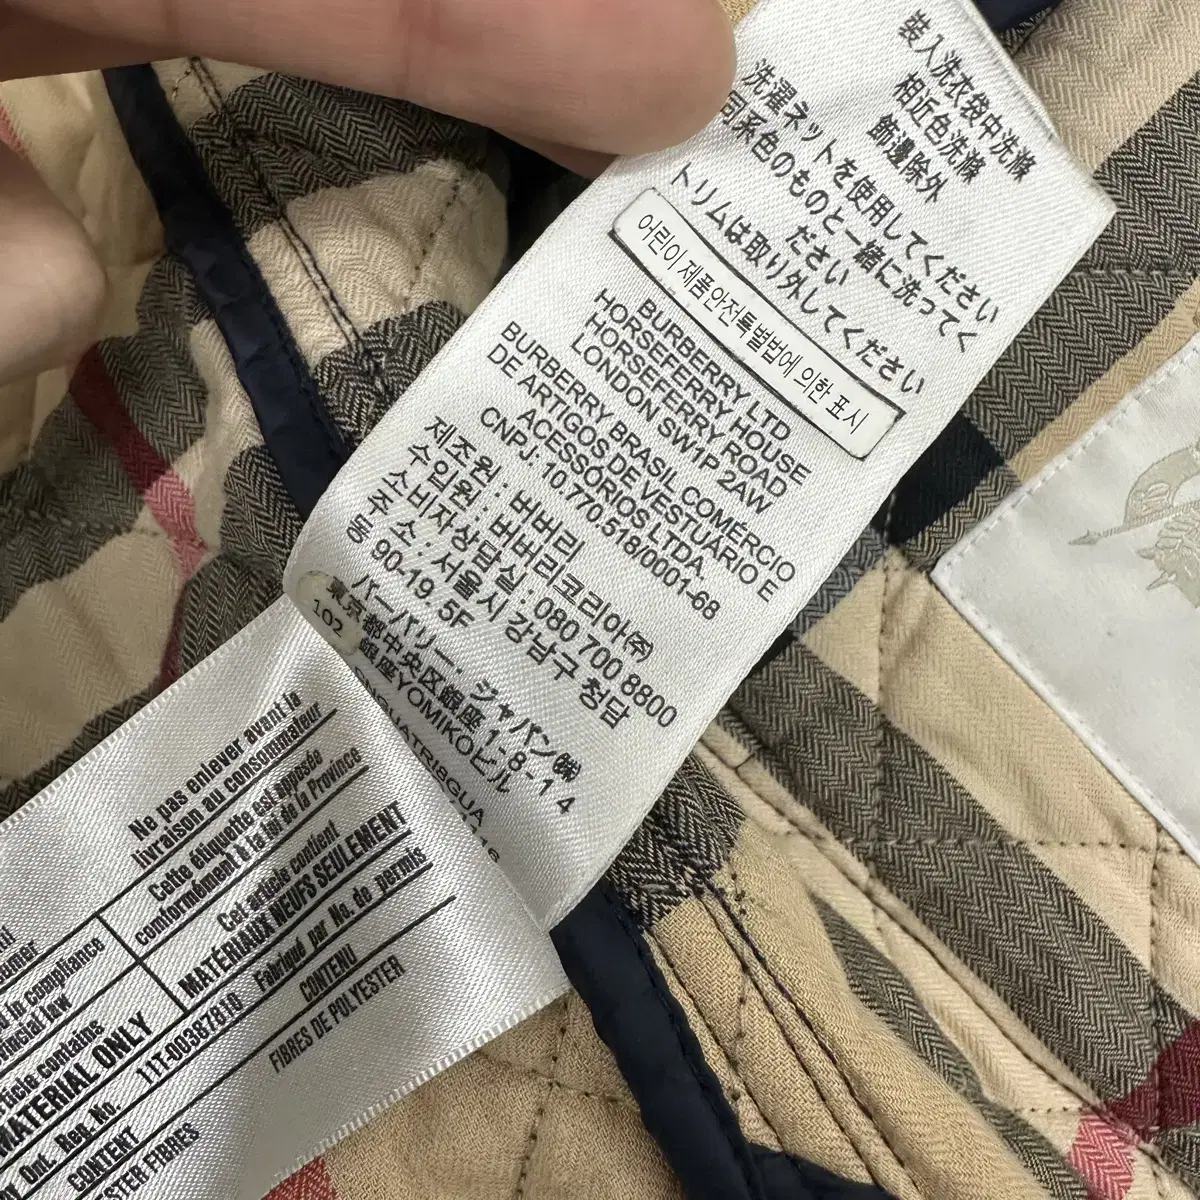 裝入洗衣袋中洗滌
相近色洗滌
飾邊除外
洗濯ネットを使用してください
同系色のものと一緒に洗ってく
ださい
トリムは取り外してください
어린이제품안전특별법에 의한 표시
BURBERRY LTD
HORSEFERRY HOUSE
HORSEFERRY ROAD
LONDON SW1P 2AW
BURBERRY BRASIL COMÉRCIO
DE ARTIGOS DE VESTUÁRIO E
ACESSÓRIOS LTDA.
CNPJ: 10.770.518/0001-68
제조원 : 버버리
수입원 : 버버리코리아㈜
소비자상담실 : 080 700 8800
주 소 : 서울시 강남구 청담
동 90-19. 5F
バーバリー. ジャパン㈱
東京都中央区銀座1-8-14
銀座YOMIKOビル
102
Ne pas enlever avant la
livraison au consommateur
Cette étiquette est apposée
conformément à la loi de la Province
Cet article contient
MATÉRIAUX NEUFS SEULEMENT
Fabriqué par No. de permis
11T-00387810
CONTENU
FIBRES DE POLYESTER
compliance
law
contains
MATERIAL ONLY
Ont. Reg. No.
CONTENT
FIBRES